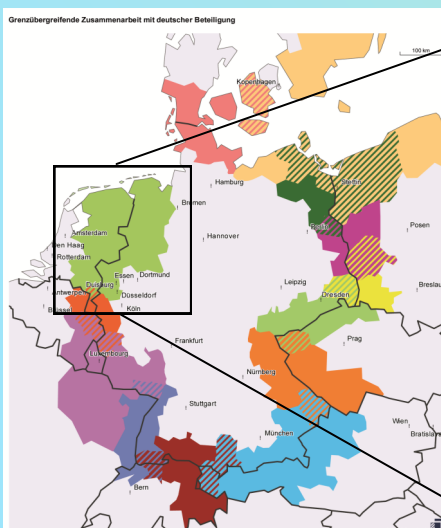 Grenzübergreifende Zusammenarbeit mit deutscher Beteiligung
100 km
Kopenhagen
Hamburg
Stettin
Bremen
Amsterdam
Berlin
Posen
Hannover
Den Haag
Rotterdam
Essen
Dortmund
Duisburg
Leipzig
Antwerpen
Düsseldorf
Dresden
Breslau
Brüssel
Köln
Prag
Frankfurt
Luxembourg
Nürnberg
Stuttgart
Wien
München
Bratislava
Bern